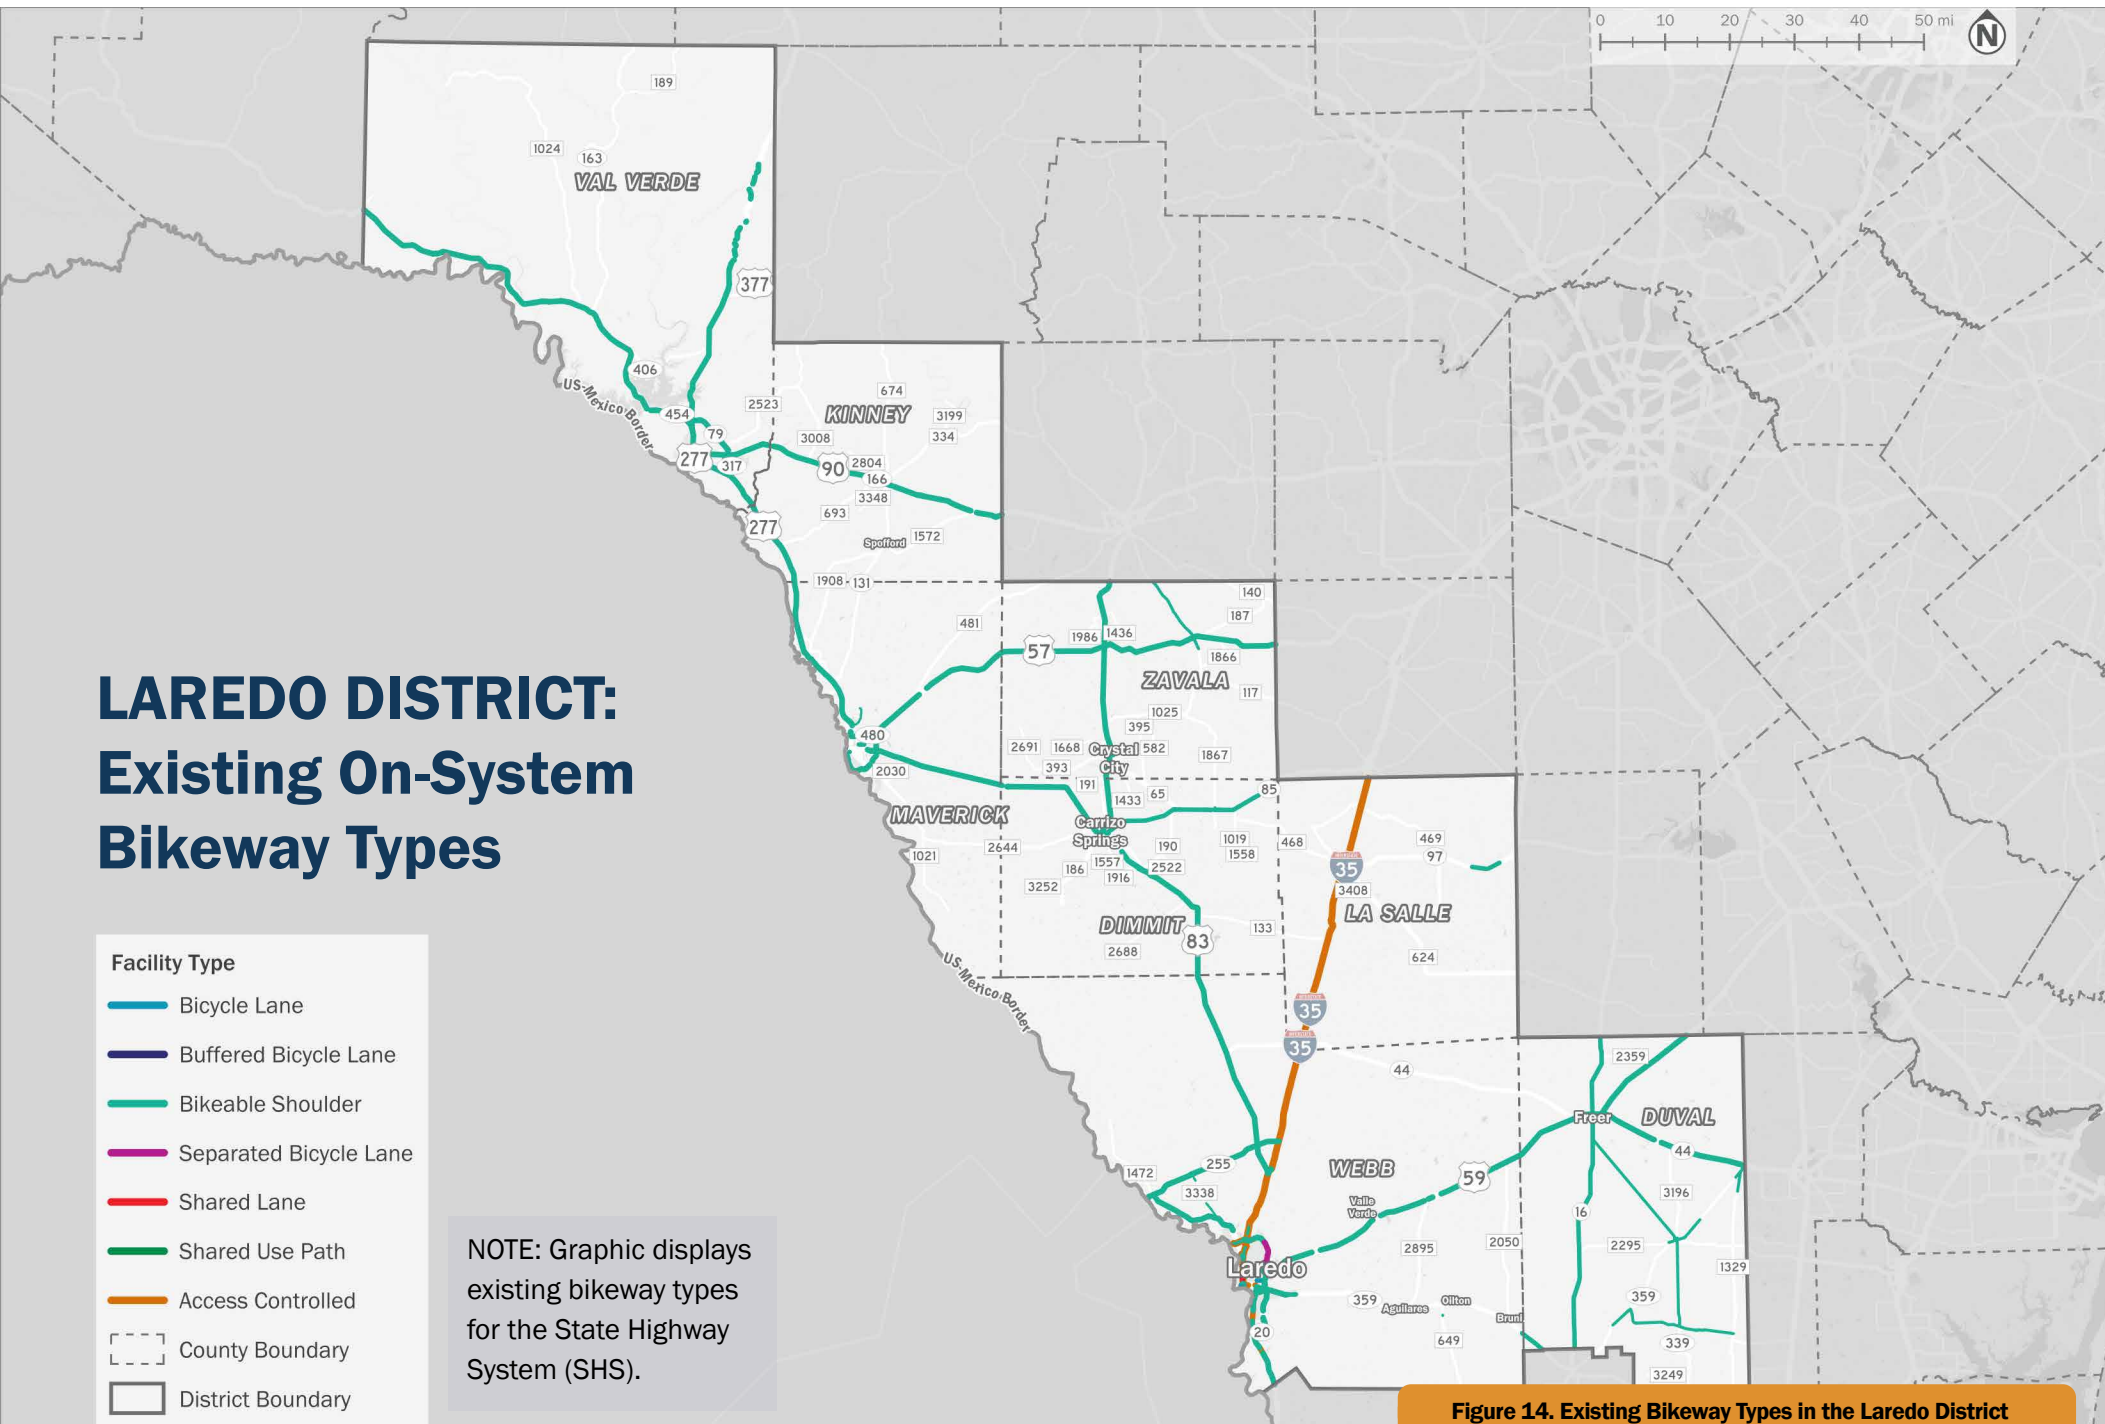 0 10 20 30 40 50 mi
N
189
1024
163
VAL VERDE
377
406
US-Mexico Border
454
2523
674
KINNEY
3199
334
79
3008
277
317
90
2804
166
3348
693
277
Spofford
1572
1908
131
140
187
481
1986
1436
57
1866
ZAVALA
117
1025
395
480
2691
1668
Crystal
City
582
1867
393
2030
191
1433
65
85
MAVERICK
Carrizo
Springs
2644
190
1019
1558
468
469
97
1021
186
1557
2522
1916
3252
35
3408
LA SALLE
DIMMIT
83
133
2688
624
US-Mexico Border
35
35
44
2359
Freer
DUVAL
44
1472
255
3338
WEBB
59
Valle
Verde
3196
16
2895
2050
2295
1329
Laredo
359
Aguilares
Oilton
Bruni
359
20
649
339
3249
LAREDO DISTRICT:
Existing On-System
Bikeway Types
Facility Type
Bicycle Lane
Buffered Bicycle Lane
Bikeable Shoulder
Separated Bicycle Lane
Shared Lane
Shared Use Path
Access Controlled
County Boundary
District Boundary
NOTE: Graphic displays
existing bikeway types
for the State Highway
System (SHS).
Figure 14. Existing Bikeway Types in the Laredo District